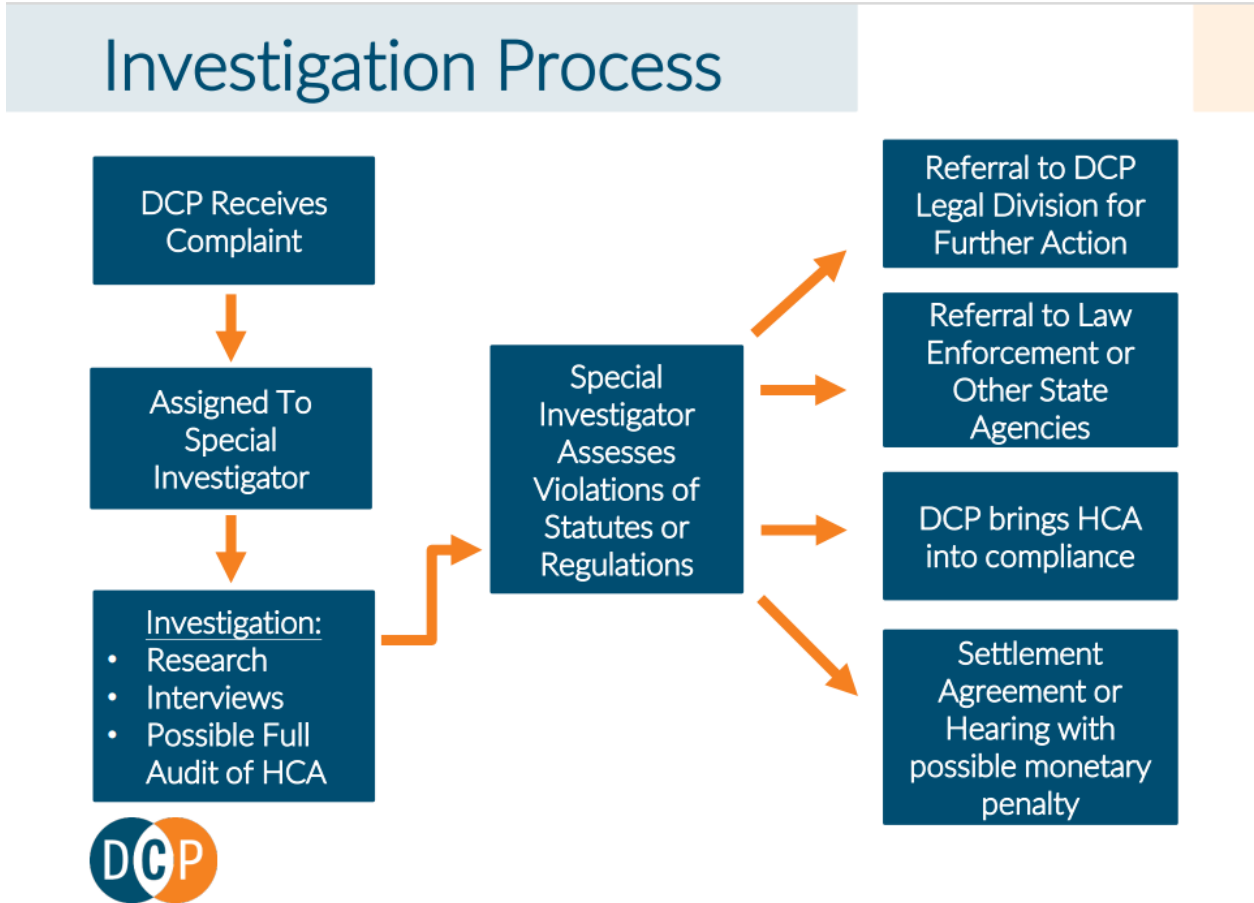 Investigation Process
DCP Receives
Complaint
Assigned To
Special
Investigator
Investigation:
• Research
• Interviews
• Possible Full
Audit of HCA
Special
Investigator
Assesses
Violations of
Statutes or
Regulations
Referral to DCP
Legal Division for
Further Action
Referral to Law
Enforcement or
Other State
Agencies
DCP brings HCA
into compliance
Settlement
Agreement or
Hearing with
possible monetary
penalty
DCP